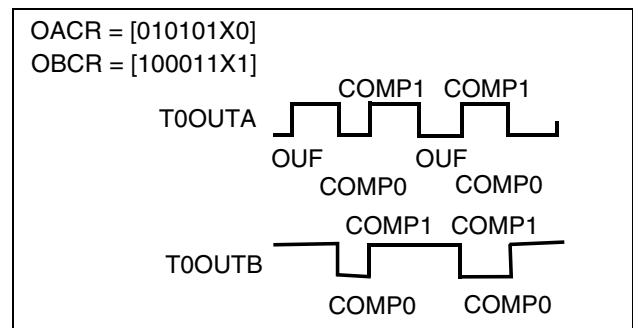 OACR = [010101X0]
OBCR = [100011X1]
COMP1 COMP1
T0OUTA
OUF OUF
COMP0 COMP0
COMP1 COMP1
T0OUTB
COMP0 COMP0